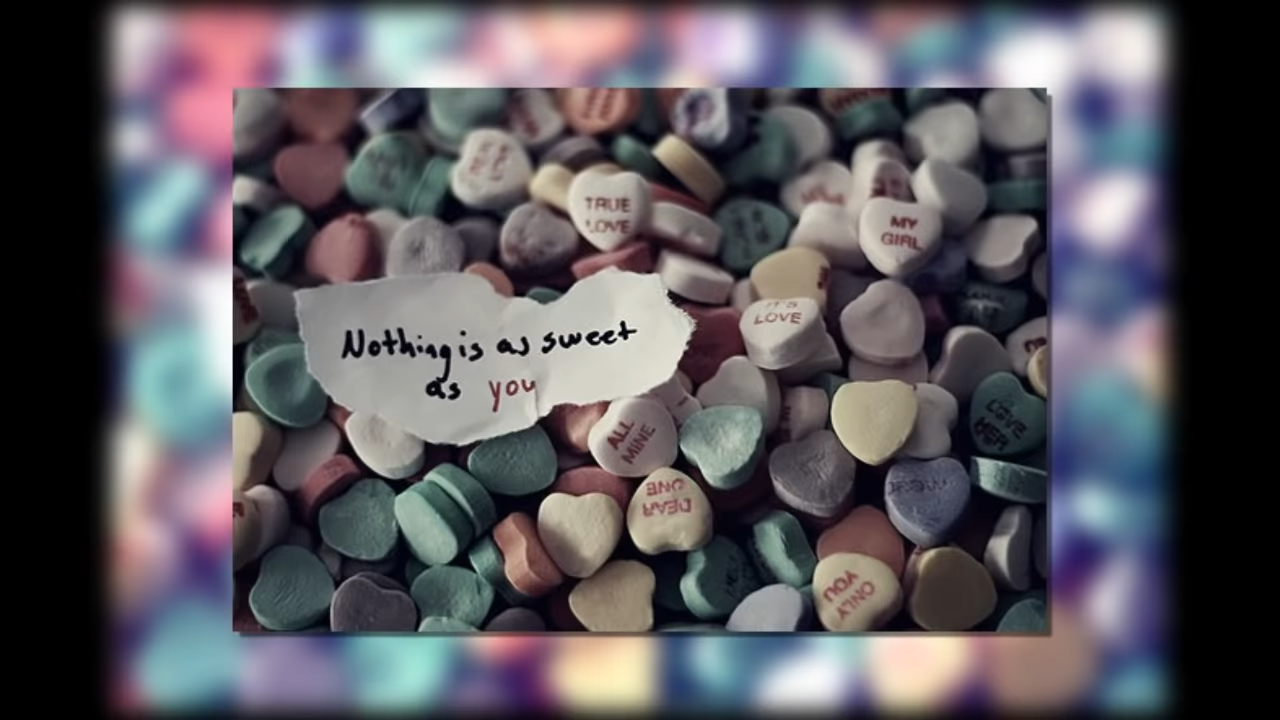 TRUE
LOVE
MY
GIRL
IT'S
LOVE
Nothing is as sweet
as you
ALL
MINE
LOVE
HER
DEAR
ONE
ONLY
YOU